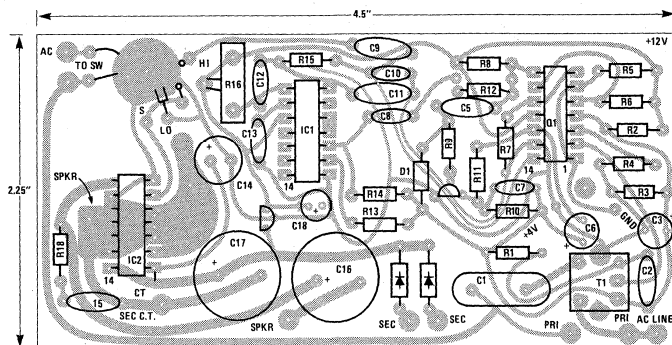 4.5"
2.25"
AC
TO SW
H1
S
LO
R16
C12
C13
R15
C9
C10
C11
C8
IC1
14
R8
R12
C5
R9
R7
Q1
14
1
+12V
R5
R6
R2
R4
R3
SPKR
C14
C18
R14
R13
D1
R11
C7
R10
+4V
GND
C6
C3
R18
IC2
14
1
C17
+
C16
+
R1
C1
T1
C2
15
CT
SEC C.T.
SPKR
SEC
SEC
PRI
PRI
AC LINE